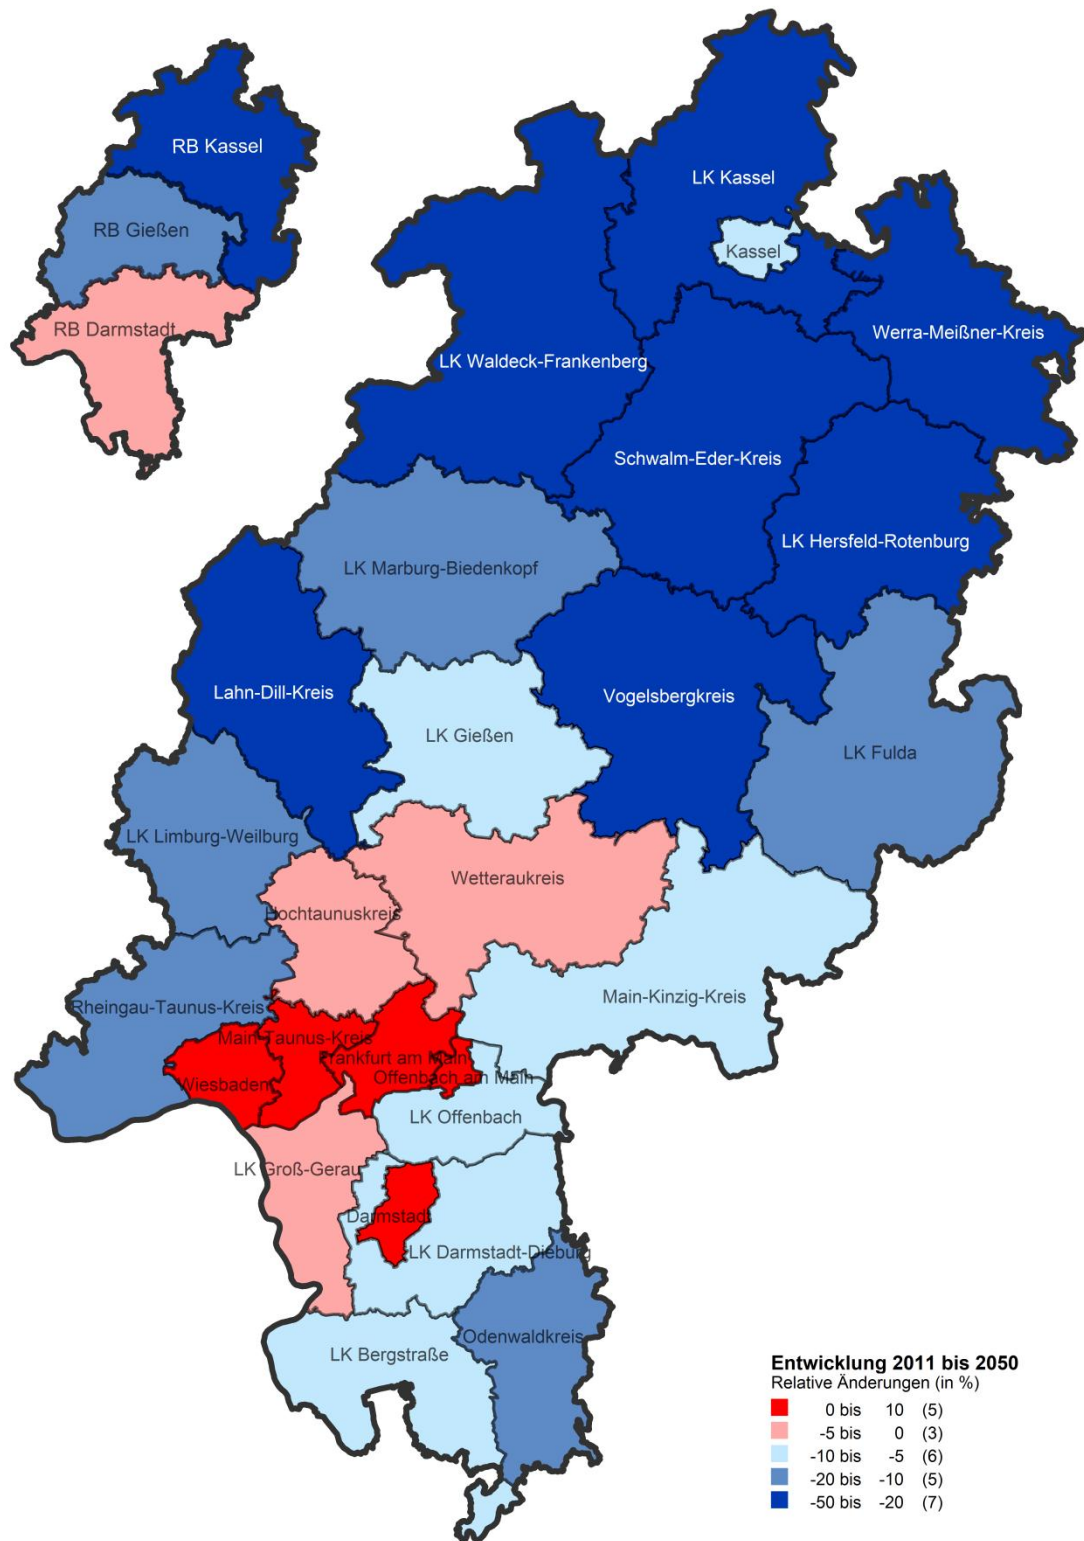 RB Kassel
RB Gießen
RB Darmstadt
LK Kassel
Kassel
Werra-Meißner-Kreis
LK Waldeck-Frankenberg
Schwalm-Eder-Kreis
LK Hersfeld-Rotenburg
LK Marburg-Biedenkopf
Lahn-Dill-Kreis
Vogelsbergkreis
LK Gießen
LK Fulda
LK Limburg-Weilburg
Wetteraukreis
Hochtaunuskreis
Main-Kinzig-Kreis
Rheingau-Taunus-Kreis
Main-Taunus-Kreis
Frankfurt am Main
Offenbach am Main
Wiesbaden
LK Offenbach
LK Groß-Gerau
Darmstadt
LK Darmstadt-Dieburg
Odenwaldkreis
LK Bergstraße
Entwicklung 2011 bis 2050
Relative Änderungen (in %)
0 bis 10 (5)
-5 bis 0 (3)
-10 bis -5 (6)
-20 bis -10 (5)
-50 bis -20 (7)